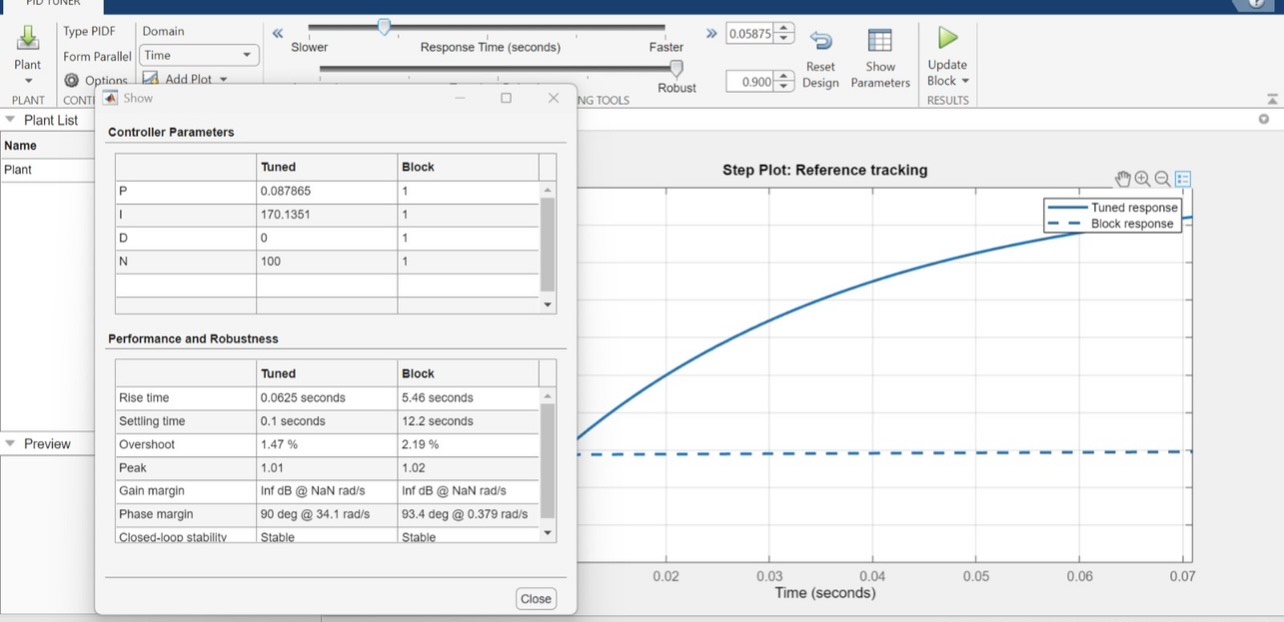 PID TUNER
Type PIDF
Domain
Slower
Response Time (seconds)
Faster
0.05875
Plant
Form Parallel
Time
Reset
Design
Show
Parameters
Update
Block
Options
Add Plot
Robust
0.900
PLANT
NG TOOLS
RESULTS
Plant List
Name
Plant
Preview
Show
Controller Parameters
Tuned Block
P 0.087865 1
I 170.1351 1
D 0 1
N 100 1
Performance and Robustness
Tuned Block
Rise time 0.0625 seconds 5.46 seconds
Settling time 0.1 seconds 12.2 seconds
Overshoot 1.47 % 2.19 %
Peak 1.01 1.02
Gain margin Inf dB @ NaN rad/s Inf dB @ NaN rad/s
Phase margin 90 deg @ 34.1 rad/s 93.4 deg @ 0.379 rad/s
Closed-loop stability Stable Stable
Close
Step Plot: Reference tracking
Tuned response
Block response
0.02 0.03 0.04 0.05 0.06 0.07
Time (seconds)